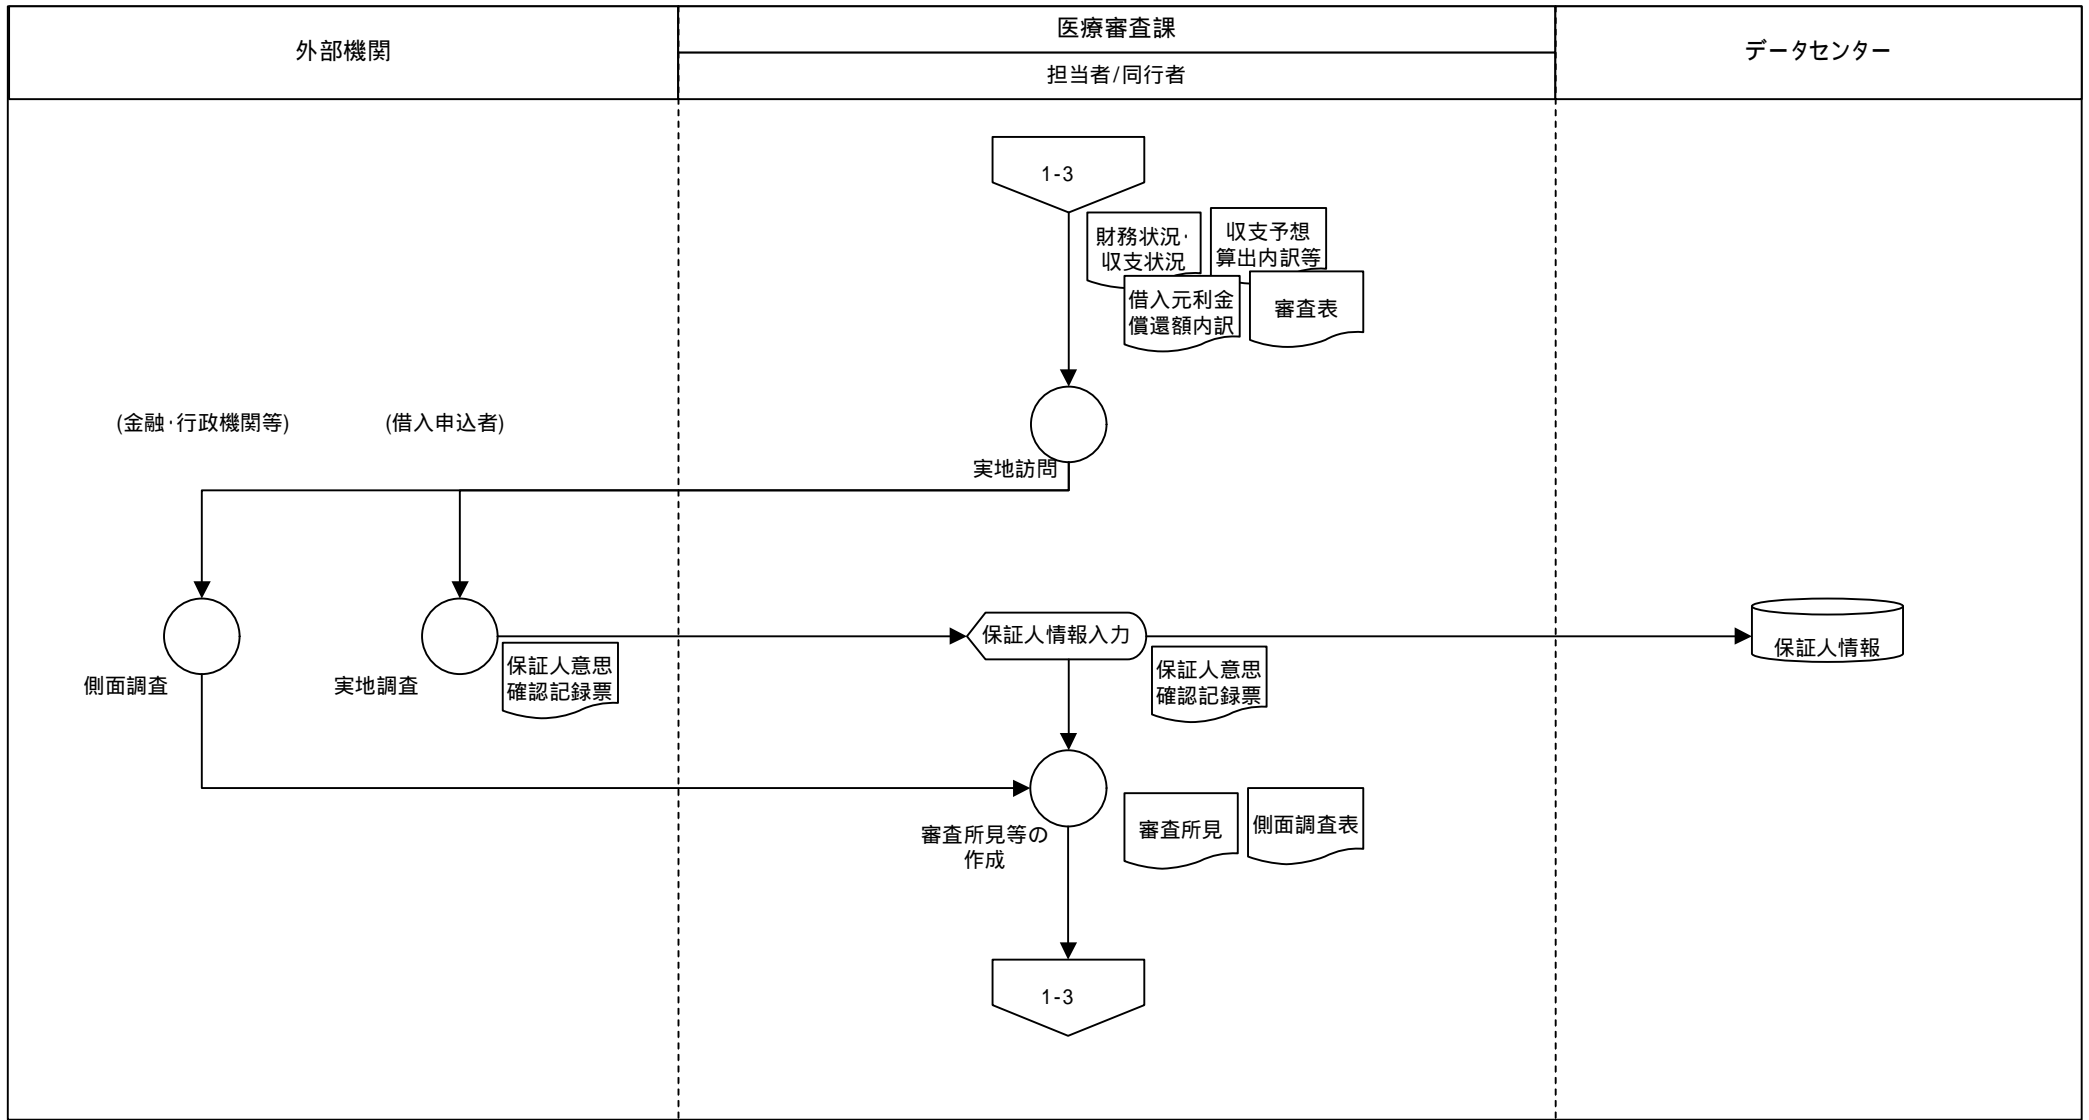 外部機関
医療審査課
担当者/同行者
データセンター
1-3
財務状況・
収支状況
収支予想
算出内訳等
借入元利金
償還額内訳
審査表
(金融・行政機関等)
(借入申込者)
実地訪問
側面調査
実地調査
保証人意思
確認記録票
保証人情報入力
保証人意思
確認記録票
保証人情報
審査所見等の
作成
審査所見
側面調査表
1-3